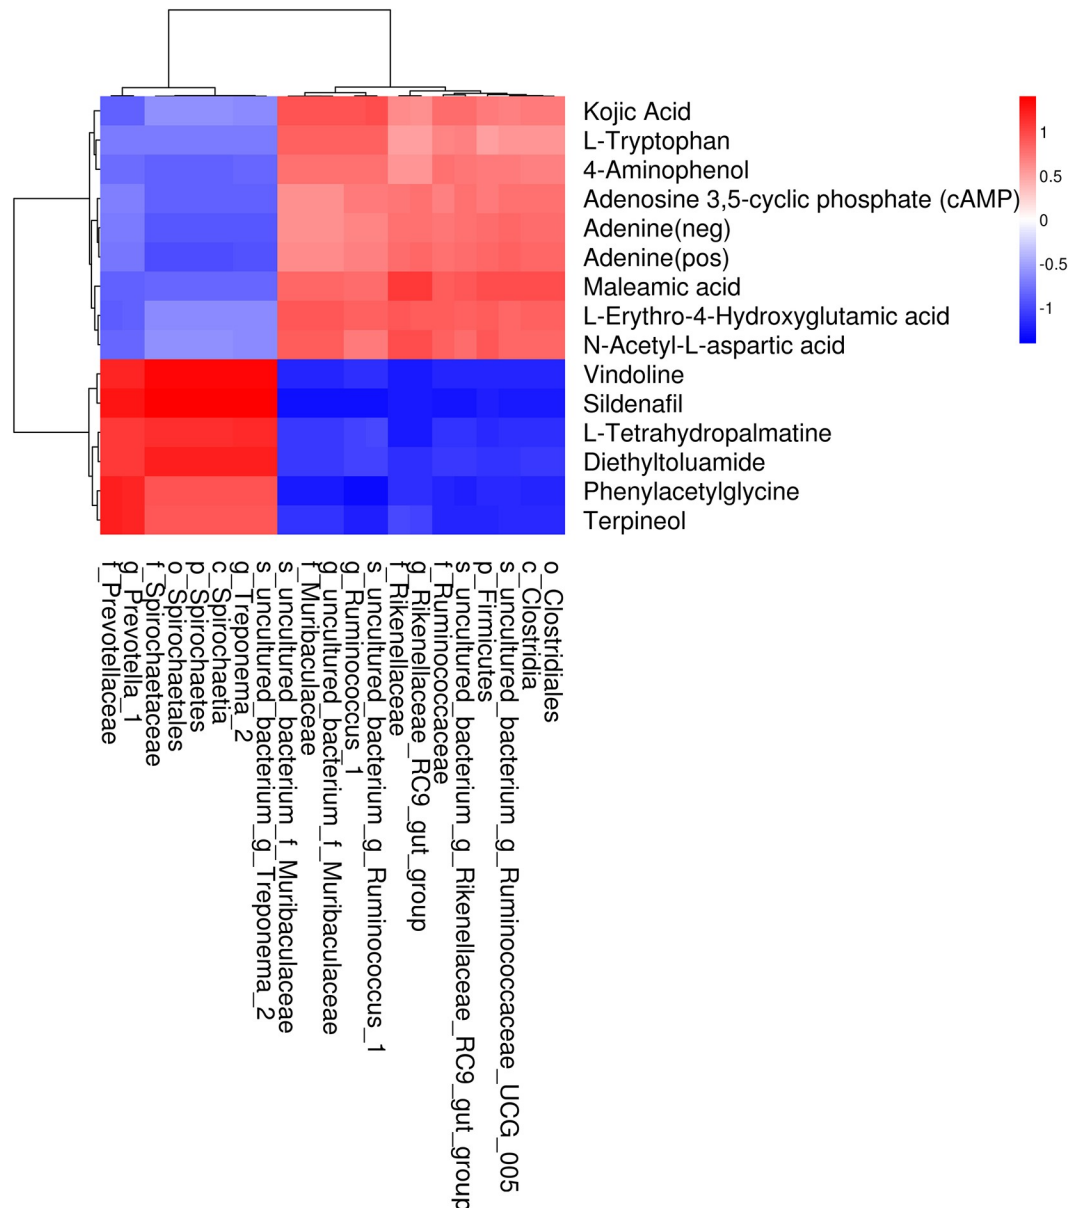 Kojic Acid
L-Tryptophan
4-Aminophenol
Adenosine 3,5-cyclic phosphate (cAMP)
Adenine(neg)
Adenine(pos)
Maleamic acid
L-Erythro-4-Hydroxyglutamic acid
N-Acetyl-L-aspartic acid
Vindoline
Sildenafil
L-Tetrahydropalmatine
Diethyltoluamide
Phenylacetylglycine
Terpineol
1
0.5
0
-0.5
-1
f_Prevotellaceae
g_Prevotella_1
f_Spirochaetaceae
o_Spirochaetales
p_Spirochaetes
c_Spirochaetia
g_Treponema_2
s_uncultured_bacterium_g_Treponema_2
s_uncultured_bacterium_f_Muribaculaceae
f_Muribaculaceae
g_uncultured_bacterium_f_Muribaculaceae
g_Ruminococcus_1
s_uncultured_bacterium_g_Ruminococcus_1
f_Rikenellaceae
g_Rikenellaceae_RC9_gut_group
f_Ruminococcaceae
s_uncultured_bacterium_g_Rikenellaceae_RC9_gut_group
p_Firmicutes
s_uncultured_bacterium_g_Ruminococcaceae_UCG_005
c_Clostridia
o_Clostridiales